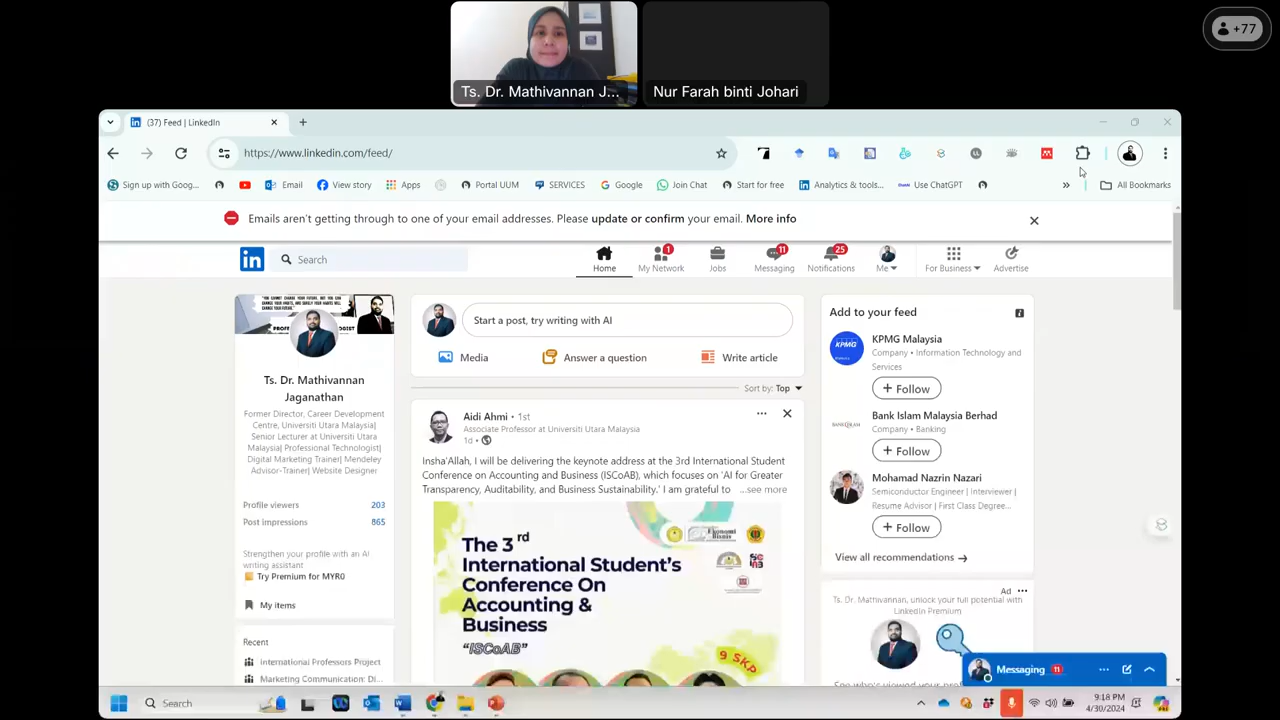 +77
Ts. Dr. Mathivannan J...
Nur Farah binti Johari
(37) Feed | LinkedIn
https://www.linkedin.com/feed/
Sign up with Goog...
Email
View story
Apps
Portal UUM
SERVICES
Google
Join Chat
Start for free
Analytics & tools...
Use ChatGPT
»
All Bookmarks
Emails aren't getting through to one of your email addresses. Please update or confirm your email. More info
in
Search
Home
1
My Network
Jobs
11
Messaging
25
Notifications
Me
For Business
Advertise
Ts. Dr. Mathivannan
Jaganathan
Former Director, Career Development
Centre, Universiti Utara Malaysia|
Senior Lecturer at Universiti Utara
Malaysia| Professional Technologist|
Digital Marketing Trainer| Mendeley
Advisor-Trainer| Website Designer
Profile viewers 203
Post impressions 865
Strengthen your profile with an AI
writing assistant
Try Premium for MYR0
My items
Recent
International Professors Project
Marketing Communication: Di...
Start a post, try writing with AI
Media
Answer a question
Write article
Sort by: Top
Aidi Ahmi • 1st
Associate Professor at Universiti Utara Malaysia
1d •
Insha'Allah, I will be delivering the keynote address at the 3rd International Student
Conference on Accounting and Business (ISCoAB), which focuses on 'AI for Greater
Transparency, Auditability, and Business Sustainability.' I am grateful to ...see more
The 3 rd
International Student's
Conference On
Accounting &
Business
"ISCoAB"
9 SKP
Add to your feed
KPMG
KPMG Malaysia
Company • Information Technology and
Services
+ Follow
Bank Islam Malaysia Berhad
Company • Banking
+ Follow
Mohamad Nazrin Nazari
Semiconductor Engineer | Interviewer |
Resume Advisor | First Class Degree...
+ Follow
View all recommendations →
Ad
Ts. Dr. Mathivannan, unlock your full potential with
LinkedIn Premium
Messaging 11
Search
9:18 PM
4/30/2024